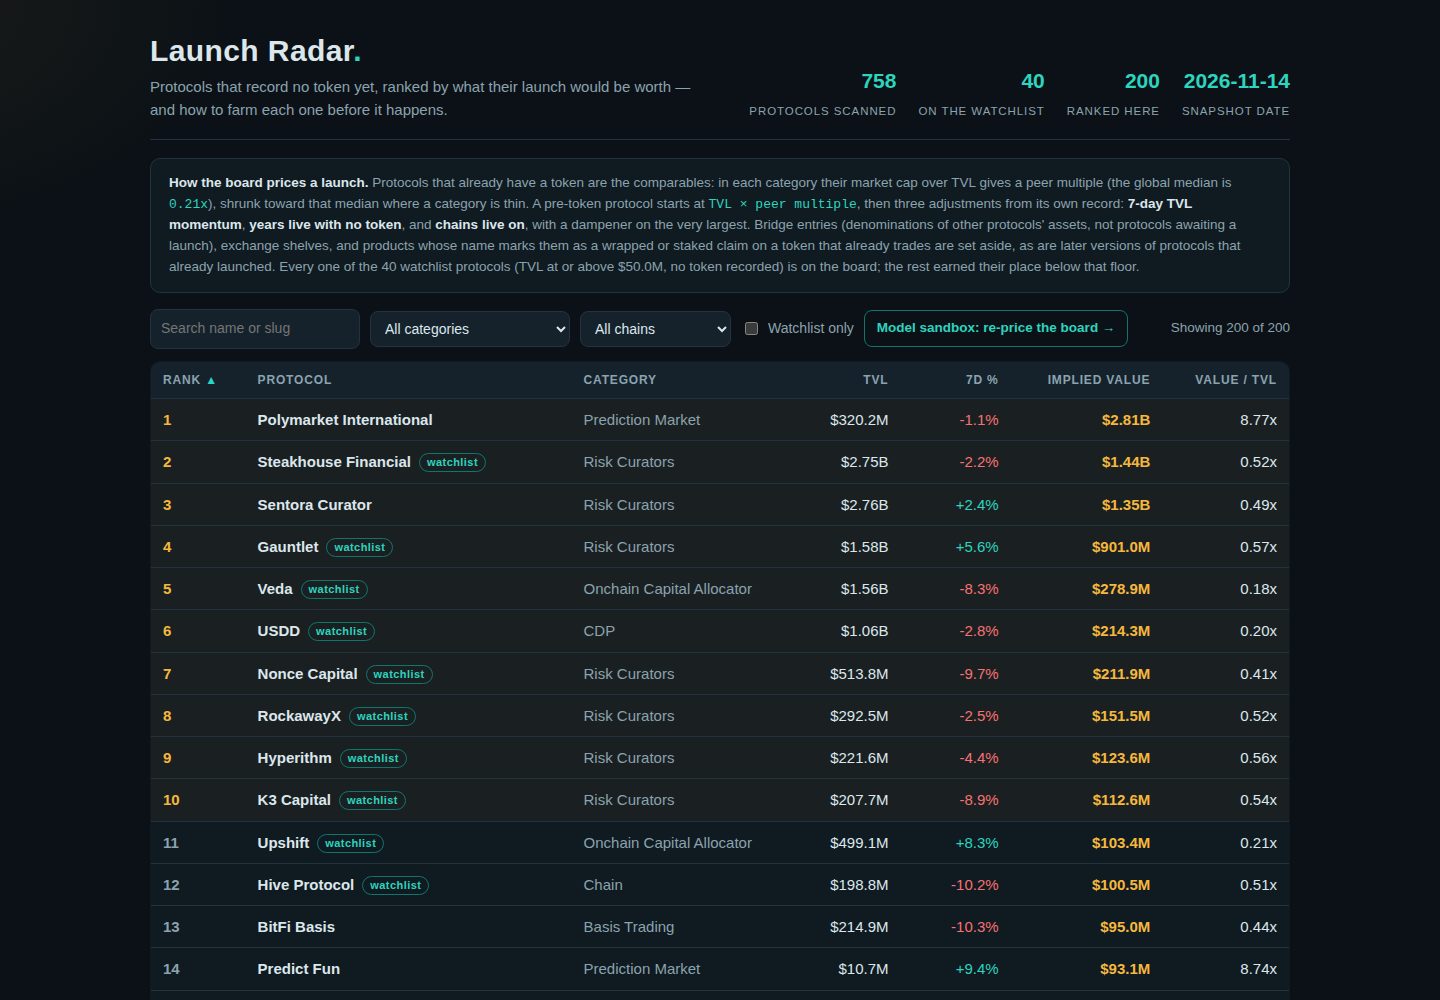 Launch Radar.
Protocols that record no token yet, ranked by what their launch would be worth —
and how to farm each one before it happens.
758 40 200 2026-11-14
PROTOCOLS SCANNED ON THE WATCHLIST RANKED HERE SNAPSHOT DATE
How the board prices a launch. Protocols that already have a token are the comparables: in each category their market cap over TVL gives a peer multiple (the global median is
0.21x), shrunk toward that median where a category is thin. A pre-token protocol starts at TVL × peer multiple, then three adjustments from its own record: 7-day TVL
momentum, years live with no token, and chains live on, with a dampener on the very largest. Bridge entries (denominations of other protocols' assets, not protocols awaiting a
launch), exchange shelves, and products whose name marks them as a wrapped or staked claim on a token that already trades are set aside, as are later versions of protocols that
already launched. Every one of the 40 watchlist protocols (TVL at or above $50.0M, no token recorded) is on the board; the rest earned their place below that floor.
Search name or slug All categories All chains Watchlist only Model sandbox: re-price the board → Showing 200 of 200
RANK ▲ PROTOCOL CATEGORY TVL 7D % IMPLIED VALUE VALUE / TVL
1 Polymarket International Prediction Market $320.2M -1.1% $2.81B 8.77x
2 Steakhouse Financial watchlist Risk Curators $2.75B -2.2% $1.44B 0.52x
3 Sentora Curator Risk Curators $2.76B +2.4% $1.35B 0.49x
4 Gauntlet watchlist Risk Curators $1.58B +5.6% $901.0M 0.57x
5 Veda watchlist Onchain Capital Allocator $1.56B -8.3% $278.9M 0.18x
6 USDD watchlist CDP $1.06B -2.8% $214.3M 0.20x
7 Nonce Capital watchlist Risk Curators $513.8M -9.7% $211.9M 0.41x
8 RockawayX watchlist Risk Curators $292.5M -2.5% $151.5M 0.52x
9 Hyperithm watchlist Risk Curators $221.6M -4.4% $123.6M 0.56x
10 K3 Capital watchlist Risk Curators $207.7M -8.9% $112.6M 0.54x
11 Upshift watchlist Onchain Capital Allocator $499.1M +8.3% $103.4M 0.21x
12 Hive Protocol watchlist Chain $198.8M -10.2% $100.5M 0.51x
13 BitFi Basis Basis Trading $214.9M -10.3% $95.0M 0.44x
14 Predict Fun Prediction Market $10.7M +9.4% $93.1M 8.74x